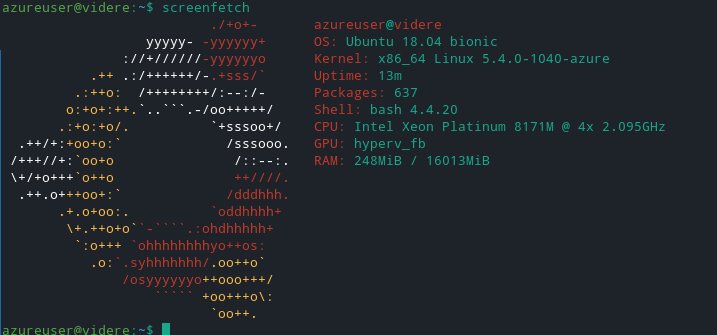 azureuser@videre:~$ screenfetch
                          ./+o+-       azureuser@videre
                  yyyyy- -yyyyyy+      OS: Ubuntu 18.04 bionic
               ://+//////-yyyyyyo      Kernel: x86_64 Linux 5.4.0-1040-azure
           .++ .:/++++++/-.+sss/`      Uptime: 13m
         .:++o:  /++++++++/:--:/-      Packages: 637
        o:+o+:++.`..```.-/oo+++++/     Shell: bash 4.4.20
       .:+o:+o/.          `+sssoo+/    CPU: Intel Xeon Platinum 8171M @ 4x 2.095GHz
  .++/+:+oo+o:`             /sssooo.   GPU: hyperv_fb
 /+++//+:`oo+o               /::--:.   RAM: 248MiB / 16013MiB
 \+/+o+++`o++o               ++////.
  .++.o+++oo+:`             /dddhhh.
       .+.o+oo:.          `oddhhhh+
        \+.++o+o``-````.:ohdhhhhh+
         `:o+++ `ohhhhhhhhyo++os:
           .o:`.syhhhhhhh/.oo++o`
               /osyyyyyyo++ooo+++/
                   ````` +oo+++o\:
                          `oo++.
azureuser@videre:~$